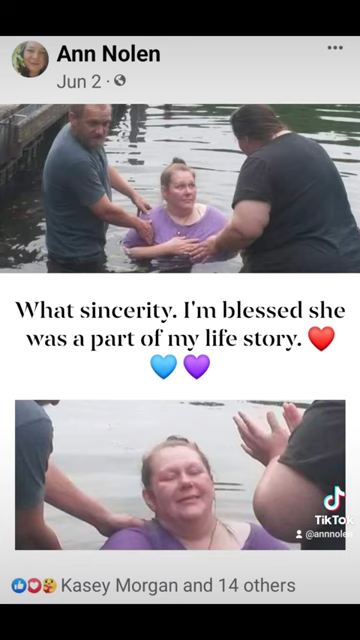 Ann Nolen
Jun 2 ·
What sincerity. I'm blessed she
was a part of my life story. ❤️
💙 💜
TikTok
@annnolen
Kasey Morgan and 14 others